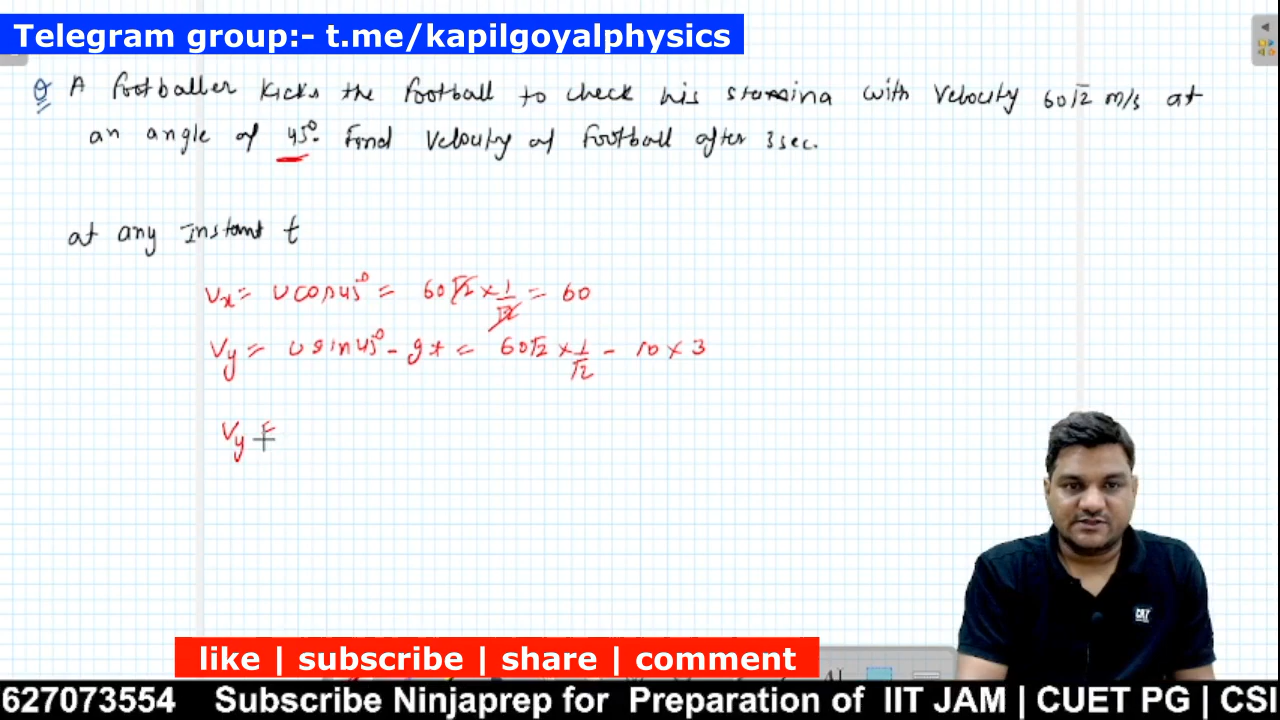 Telegram group:- t.me/kapilgoyalphysics
Q A footballer kicks the football to check his stamina with velocity 60√2 m/s at
an angle of 45°. Find velocity of football after 3sec.
at any Instant t
Vx = u cos45° = 60√2 × 1/√2 = 60
Vy = u sin45° - gt = 60√2 × 1/√2 - 10 × 3
Vy =
CAT
like | subscribe | share | comment
627073554 Subscribe Ninjaprep for Preparation of IIT JAM | CUET PG | CSI